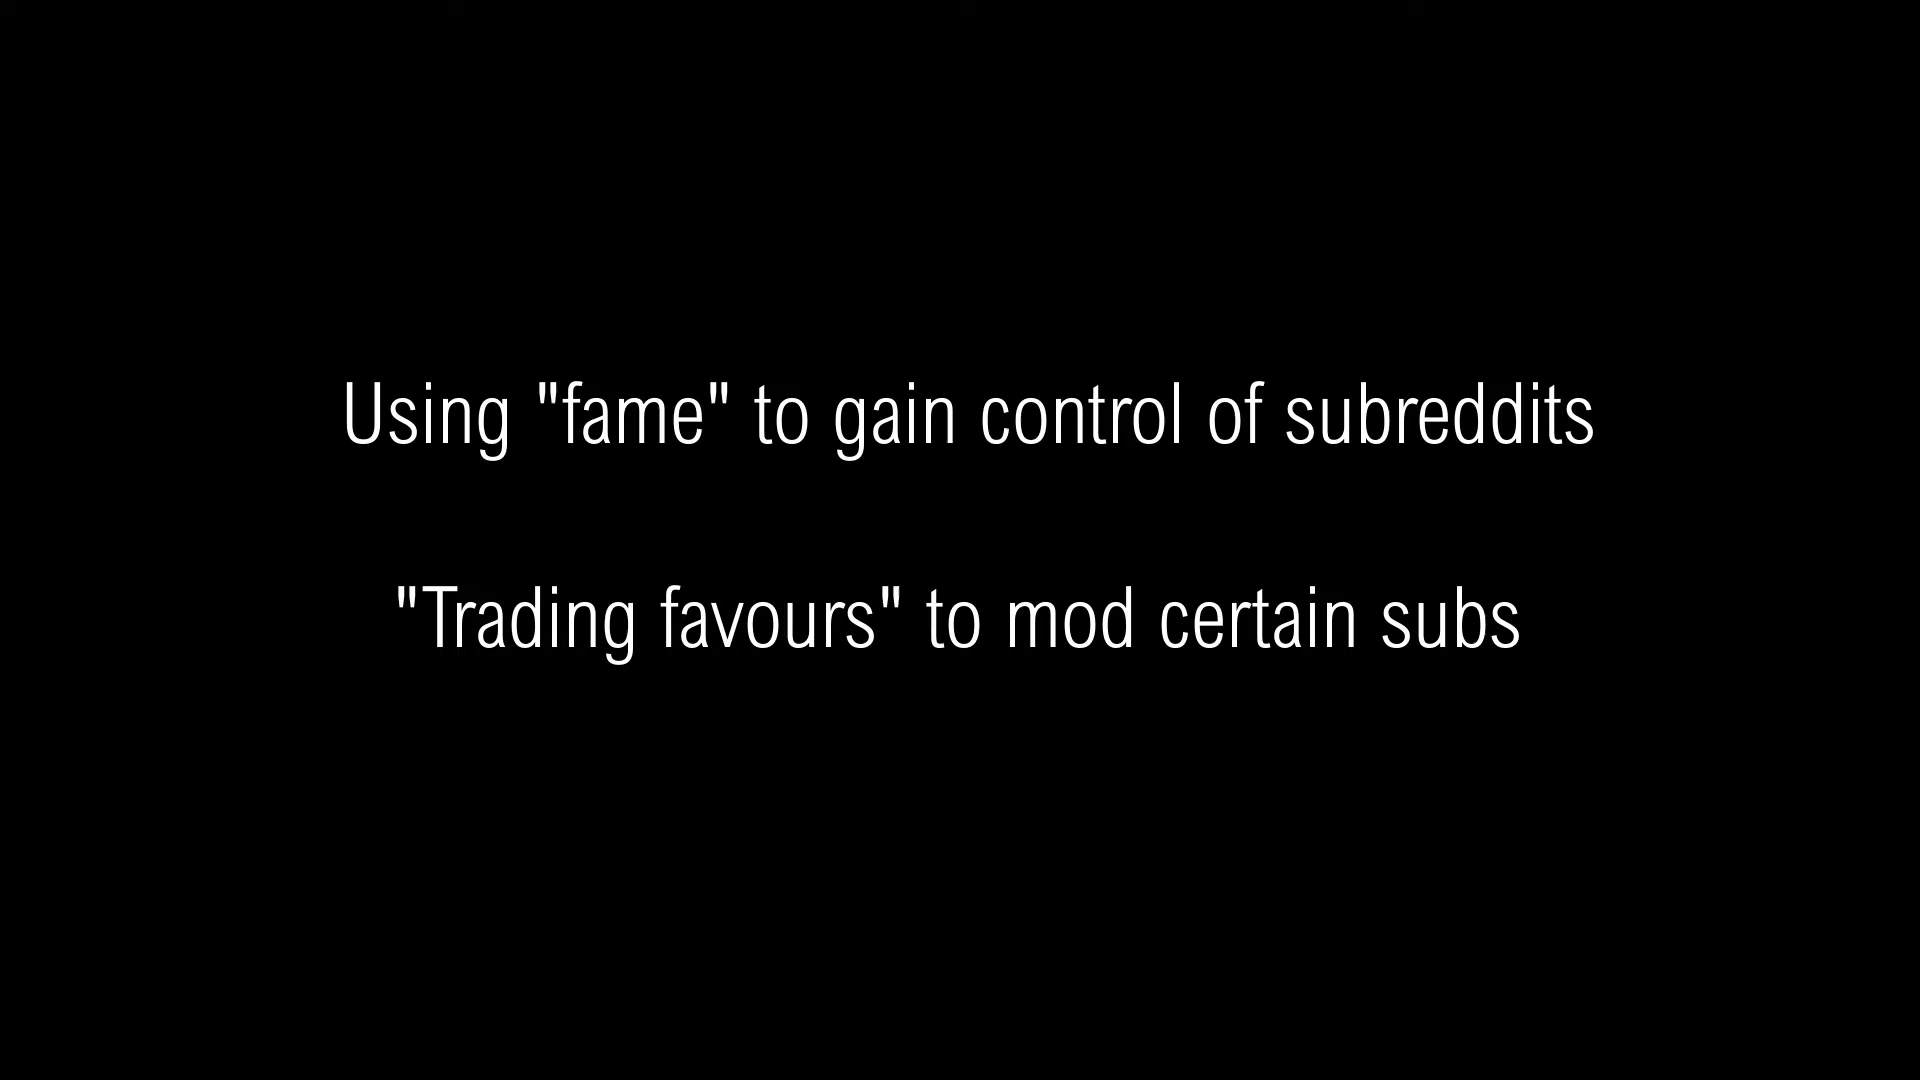 Using "fame" to gain control of subreddits
"Trading favours" to mod certain subs